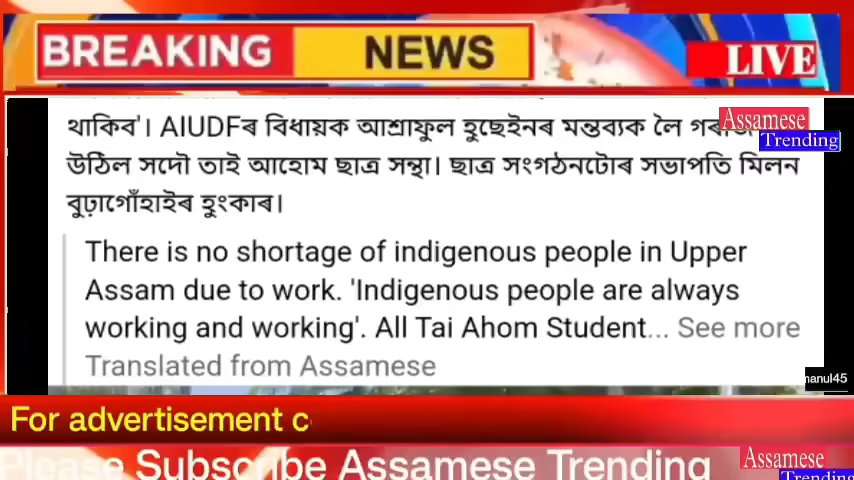 BREAKING NEWS
LIVE
থাকিব'। AIUDFৰ বিধায়ক আশ্ৰাফুল হুছেইনৰ মন্তব্যক লৈ
Assamese
Trending
উঠিল সদৌ তাই আহোম ছাত্ৰ সন্থা। ছাত্ৰ সংগঠনটোৰ সভাপতি মিলন
বুঢ়াগোঁহাইৰ হুংকাৰ।
There is no shortage of indigenous people in Upper
Assam due to work. 'Indigenous people are always
working and working'. All Tai Ahom Student... See more
Translated from Assamese
For advertisement
Please Subscribe Assamese Trending
Assamese
Trending